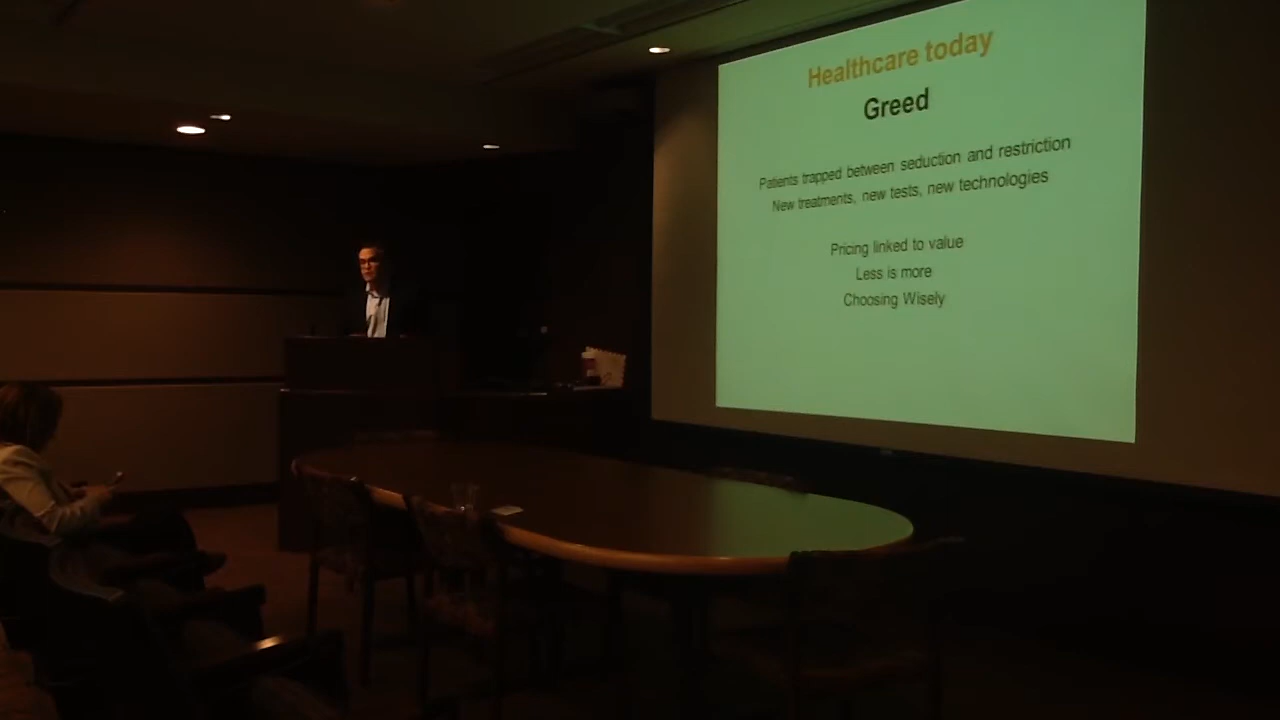 Healthcare today
Greed
Patients trapped between seduction and restriction
New treatments, new tests, new technologies
Pricing linked to value
Less is more
Choosing Wisely